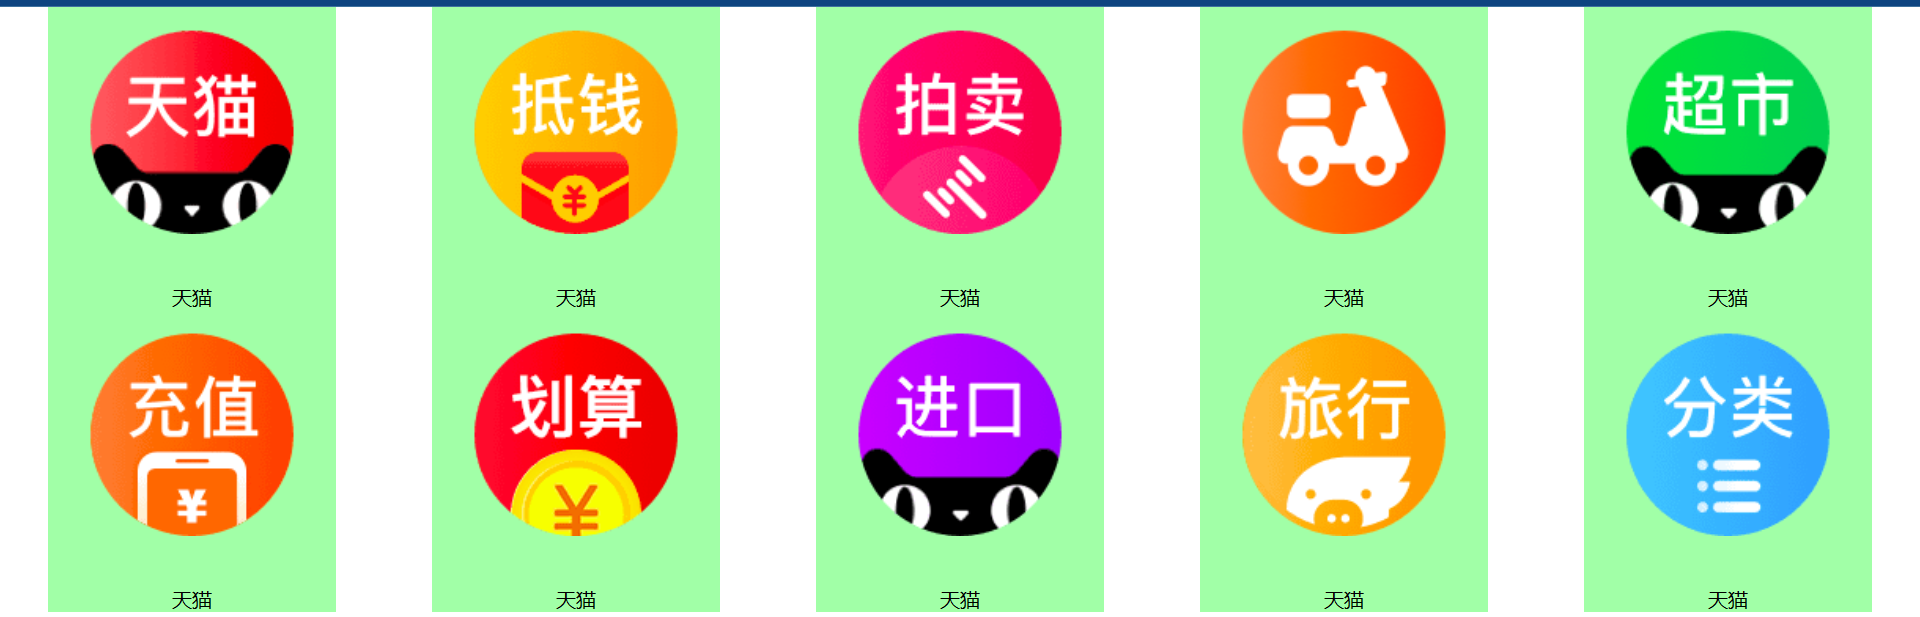 天猫 抵钱 拍卖 超市
¥
天猫 天猫 天猫 天猫 天猫
充值 划算 进口 旅行 分类
¥ ¥
天猫 天猫 天猫 天猫 天猫